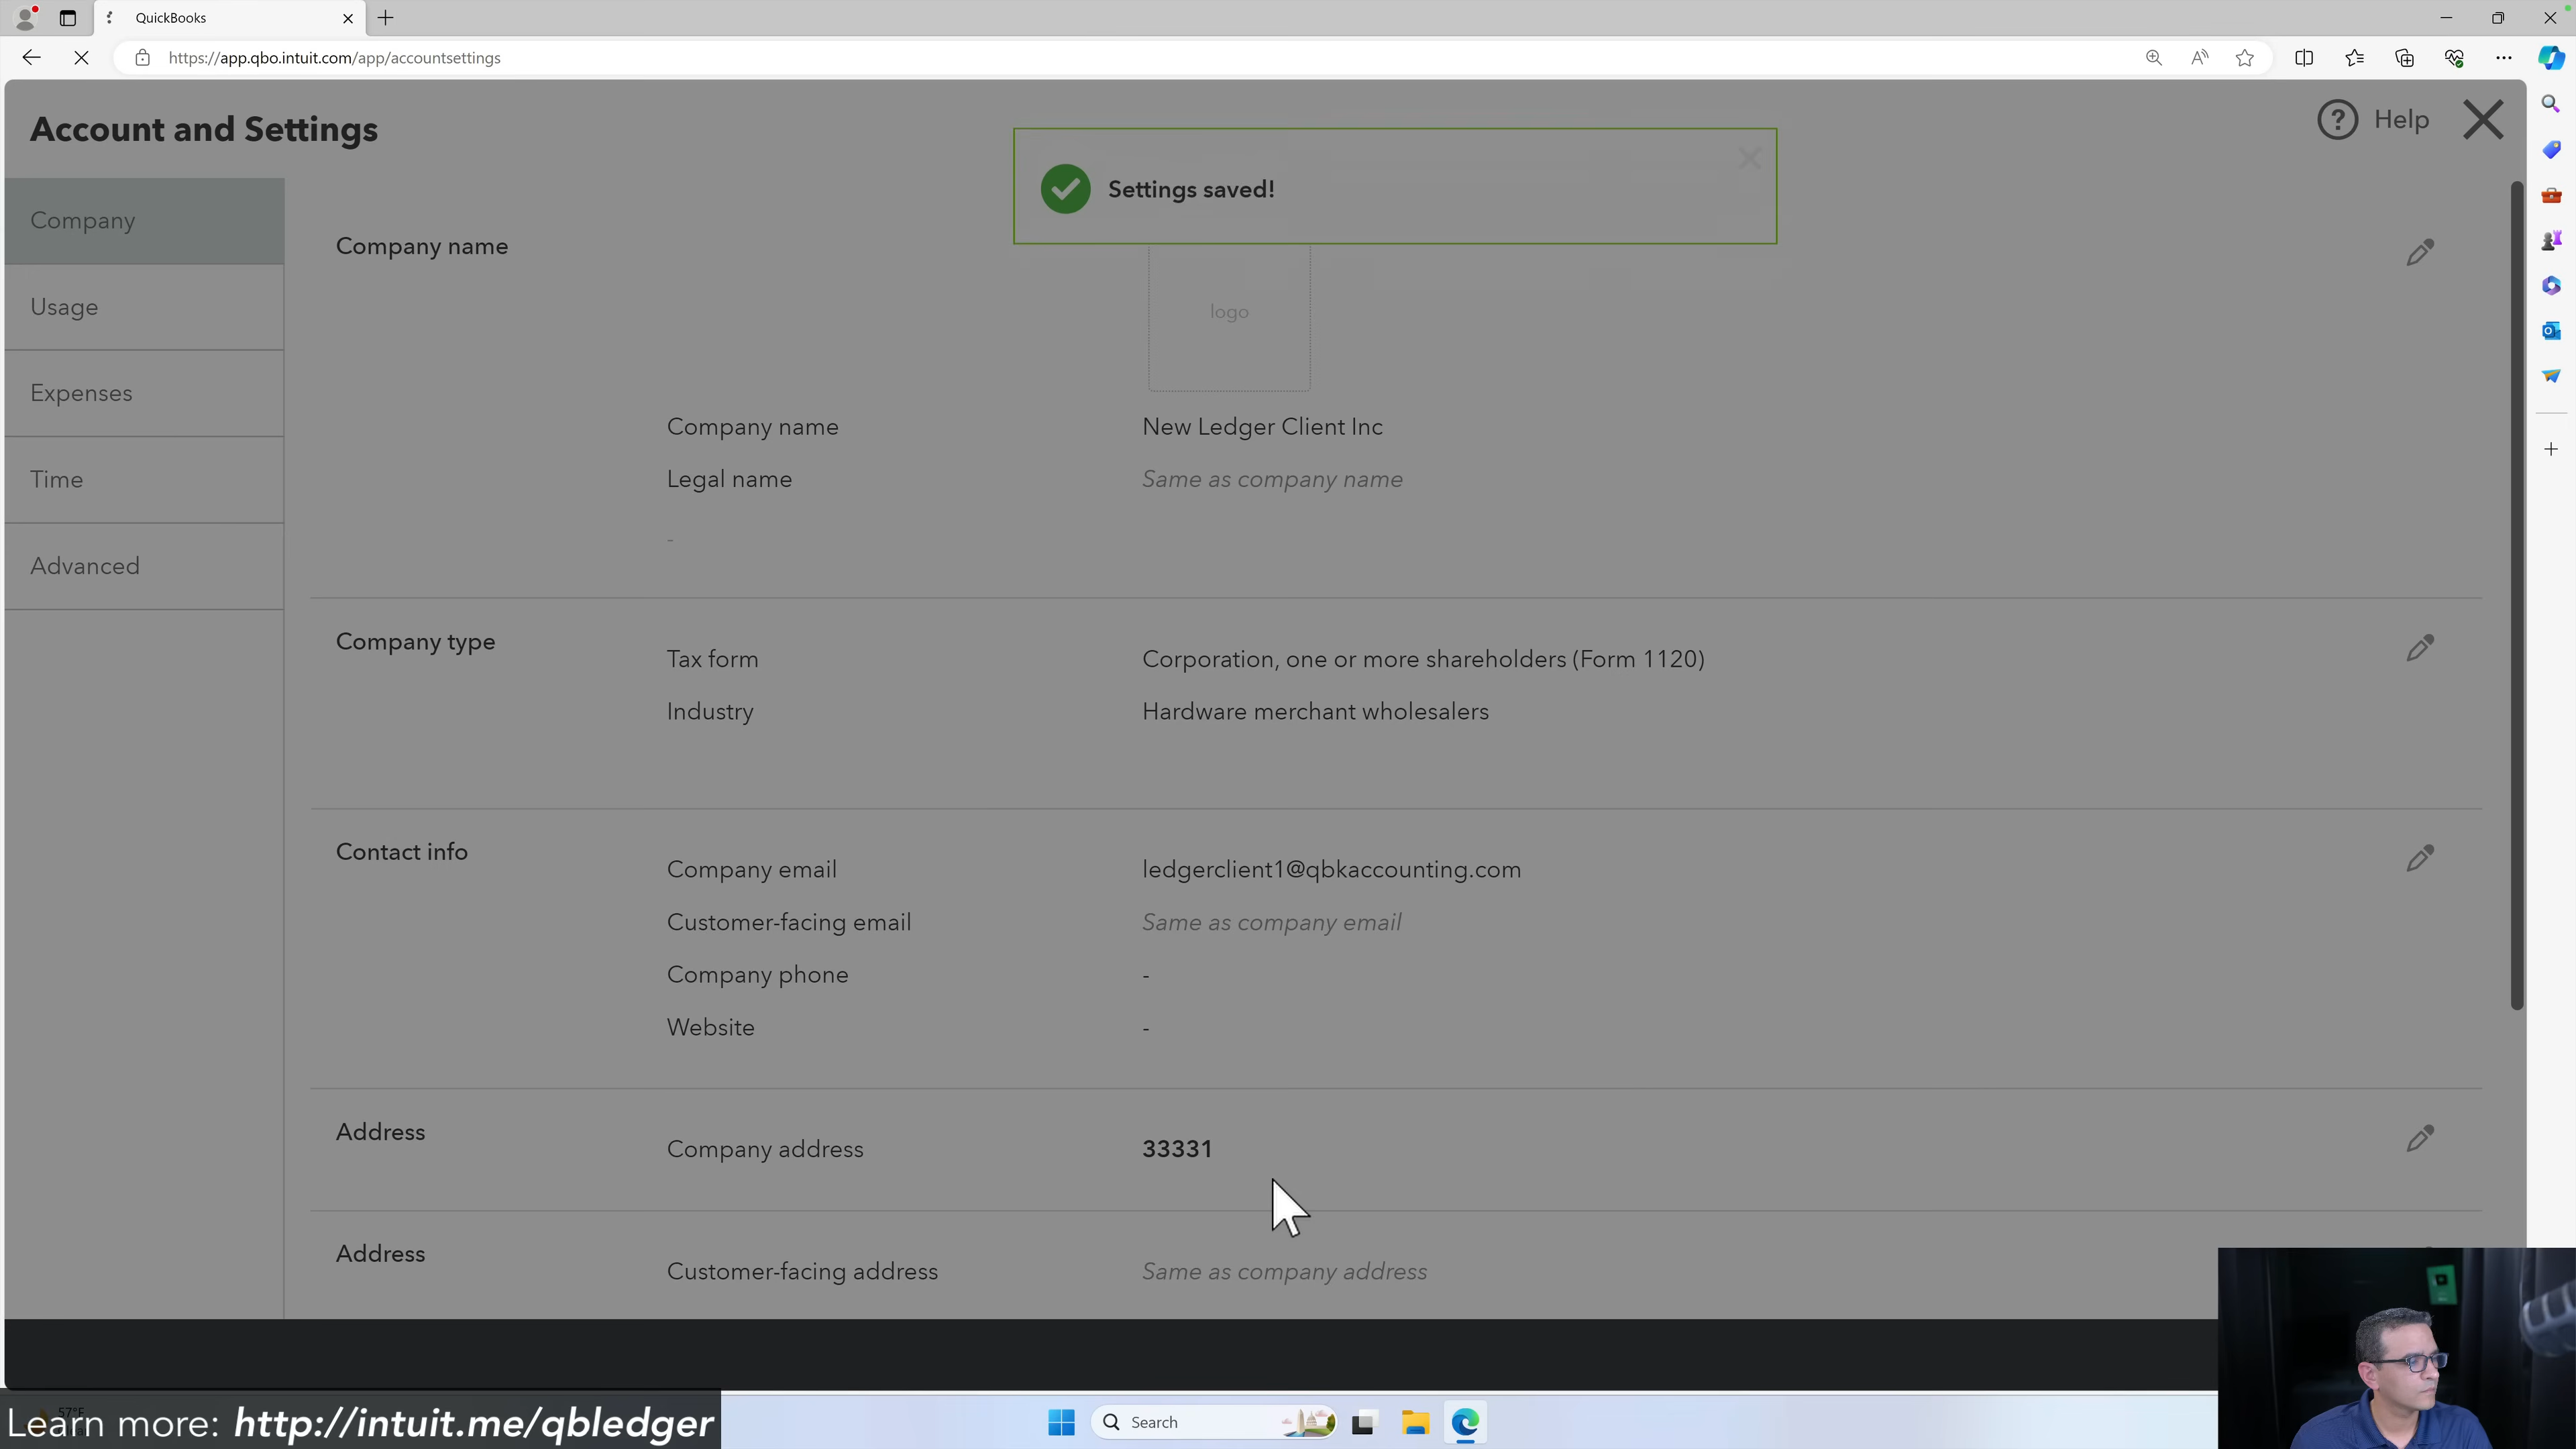 QuickBooks
https://app.qbo.intuit.com/app/accountsettings
Account and Settings
Help
Settings saved!
Company
Usage
Expenses
Time
Advanced
Company name
logo
Company name New Ledger Client Inc
Legal name Same as company name
-
Company type
Tax form Corporation, one or more shareholders (Form 1120)
Industry Hardware merchant wholesalers
Contact info
Company email ledgerclient1@qbkaccounting.com
Customer-facing email Same as company email
Company phone -
Website -
Address
Company address 33331
Address
Customer-facing address Same as company address
57°F
Learn more: http://intuit.me/qbledger
Search